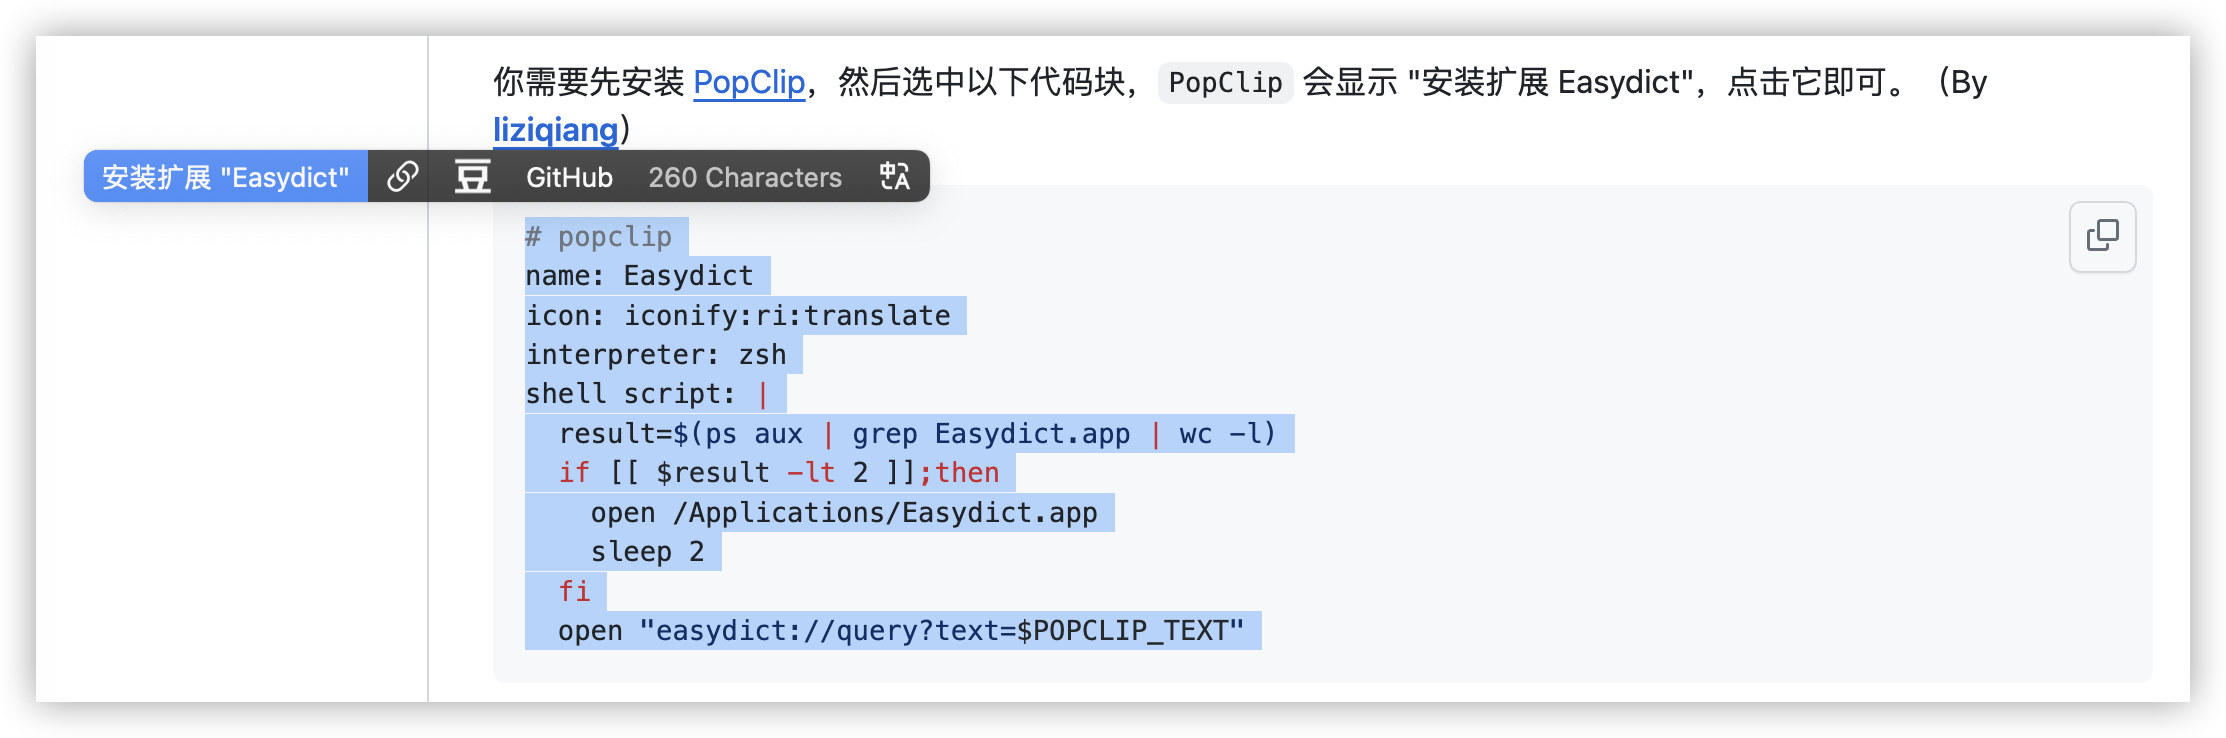 你需要先安装 PopClip，然后选中以下代码块，PopClip 会显示 "安装扩展 Easydict"，点击它即可。（By
liziqiang）
安装扩展 "Easydict" 豆 GitHub 260 Characters 中A
# popclip
name: Easydict
icon: iconify:ri:translate
interpreter: zsh
shell script: |
  result=$(ps aux | grep Easydict.app | wc -l)
  if [[ $result -lt 2 ]];then
    open /Applications/Easydict.app
    sleep 2
  fi
  open "easydict://query?text=$POPCLIP_TEXT"